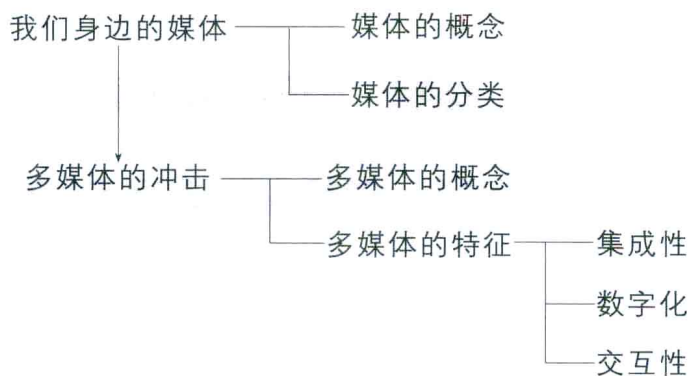 我们身边的媒体 媒体的概念
媒体的分类
多媒体的冲击 多媒体的概念
多媒体的特征 集成性
数字化
交互性